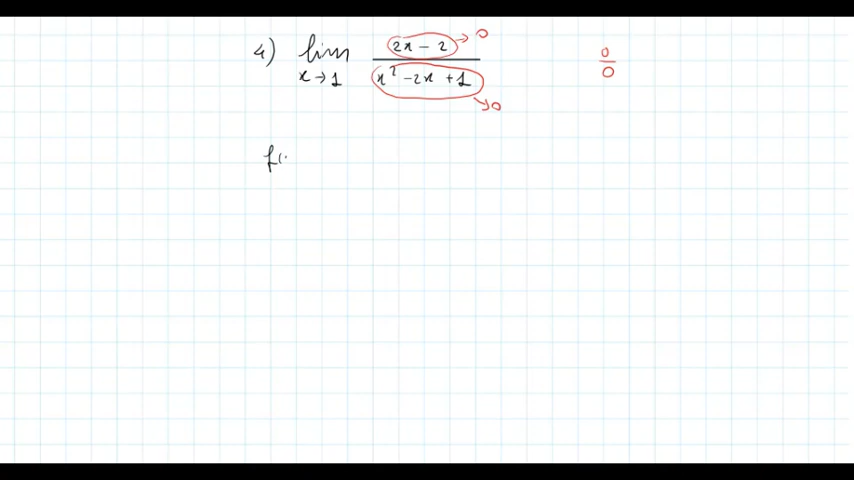 4) lim 2x - 2 → 0
x → 1 x² - 2x + 1 → 0
0/0
f(